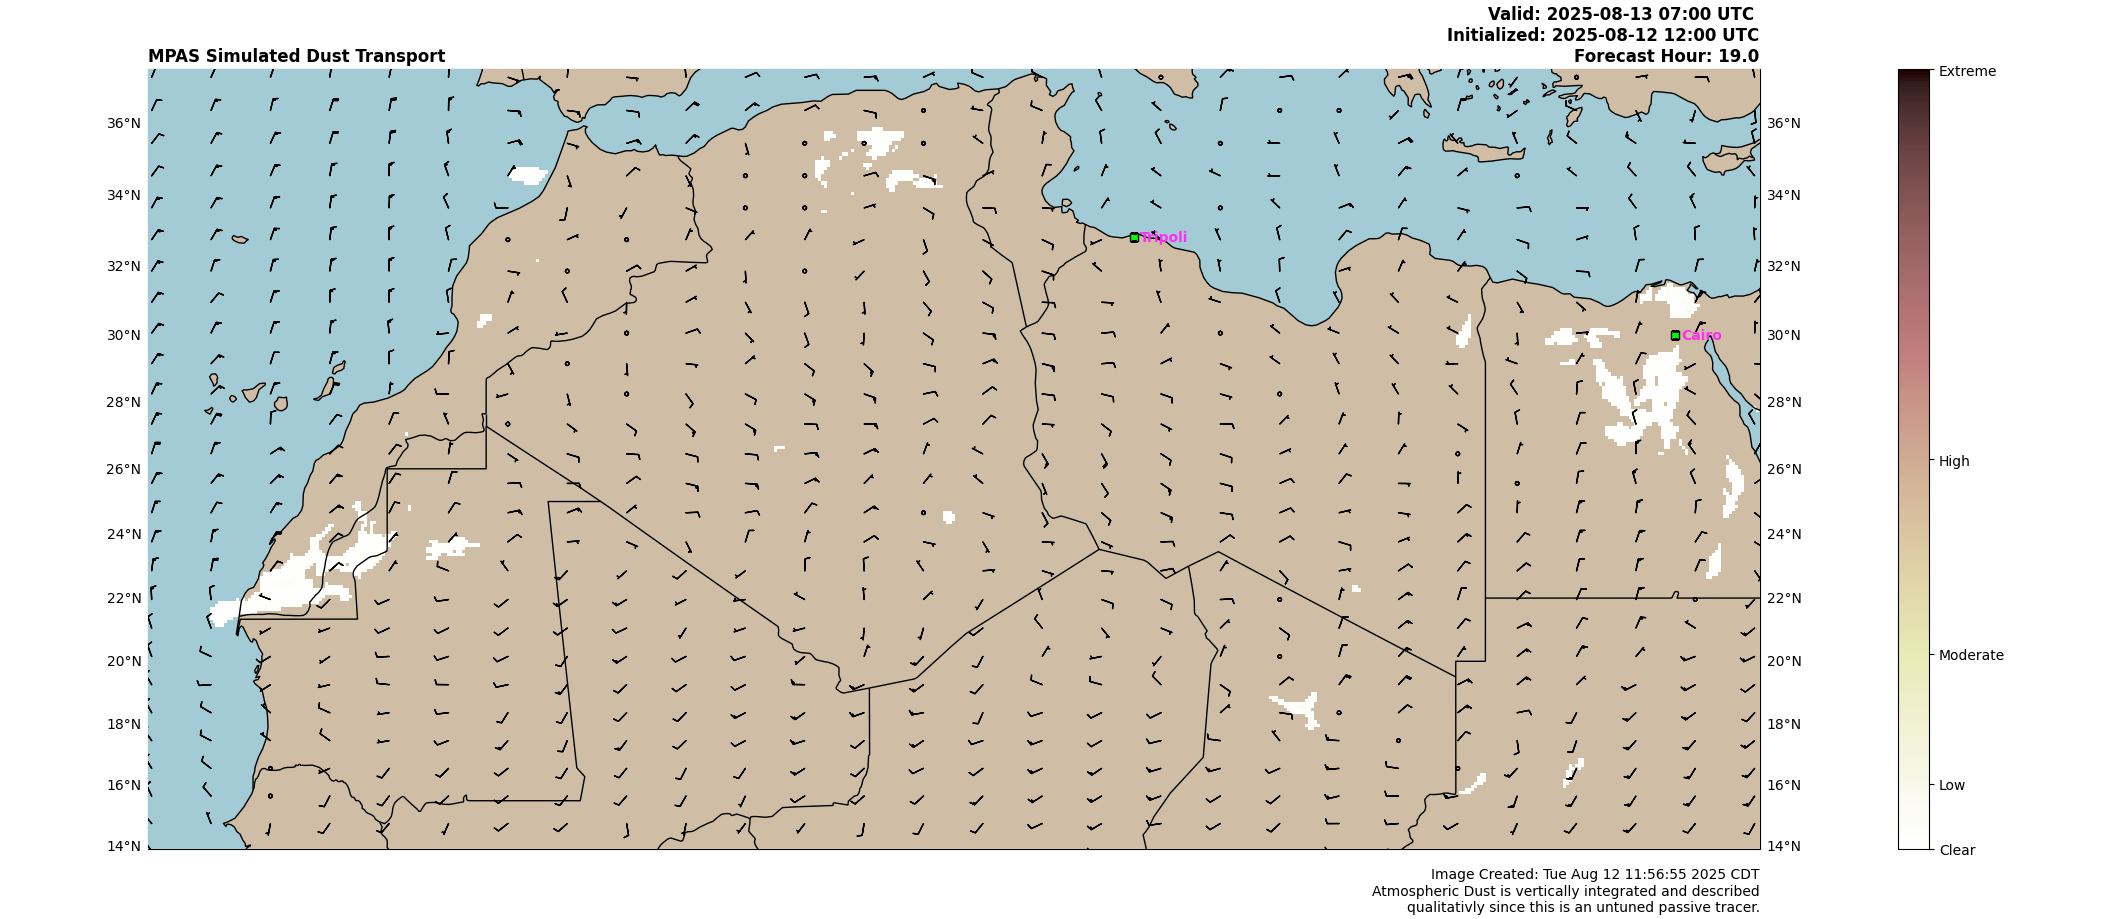 Valid: 2025-08-13 07:00 UTC
Initialized: 2025-08-12 12:00 UTC
MPAS Simulated Dust Transport
Forecast Hour: 19.0
Extreme
36°N
36°N
34°N
34°N
Tripoli
32°N
32°N
30°N
Cairo
30°N
28°N
28°N
High
26°N
26°N
24°N
24°N
22°N
22°N
Moderate
20°N
20°N
18°N
18°N
16°N
16°N
Low
14°N
14°N
Clear
Image Created: Tue Aug 12 11:56:55 2025 CDT
Atmospheric Dust is vertically integrated and described
qualitativly since this is an untuned passive tracer.